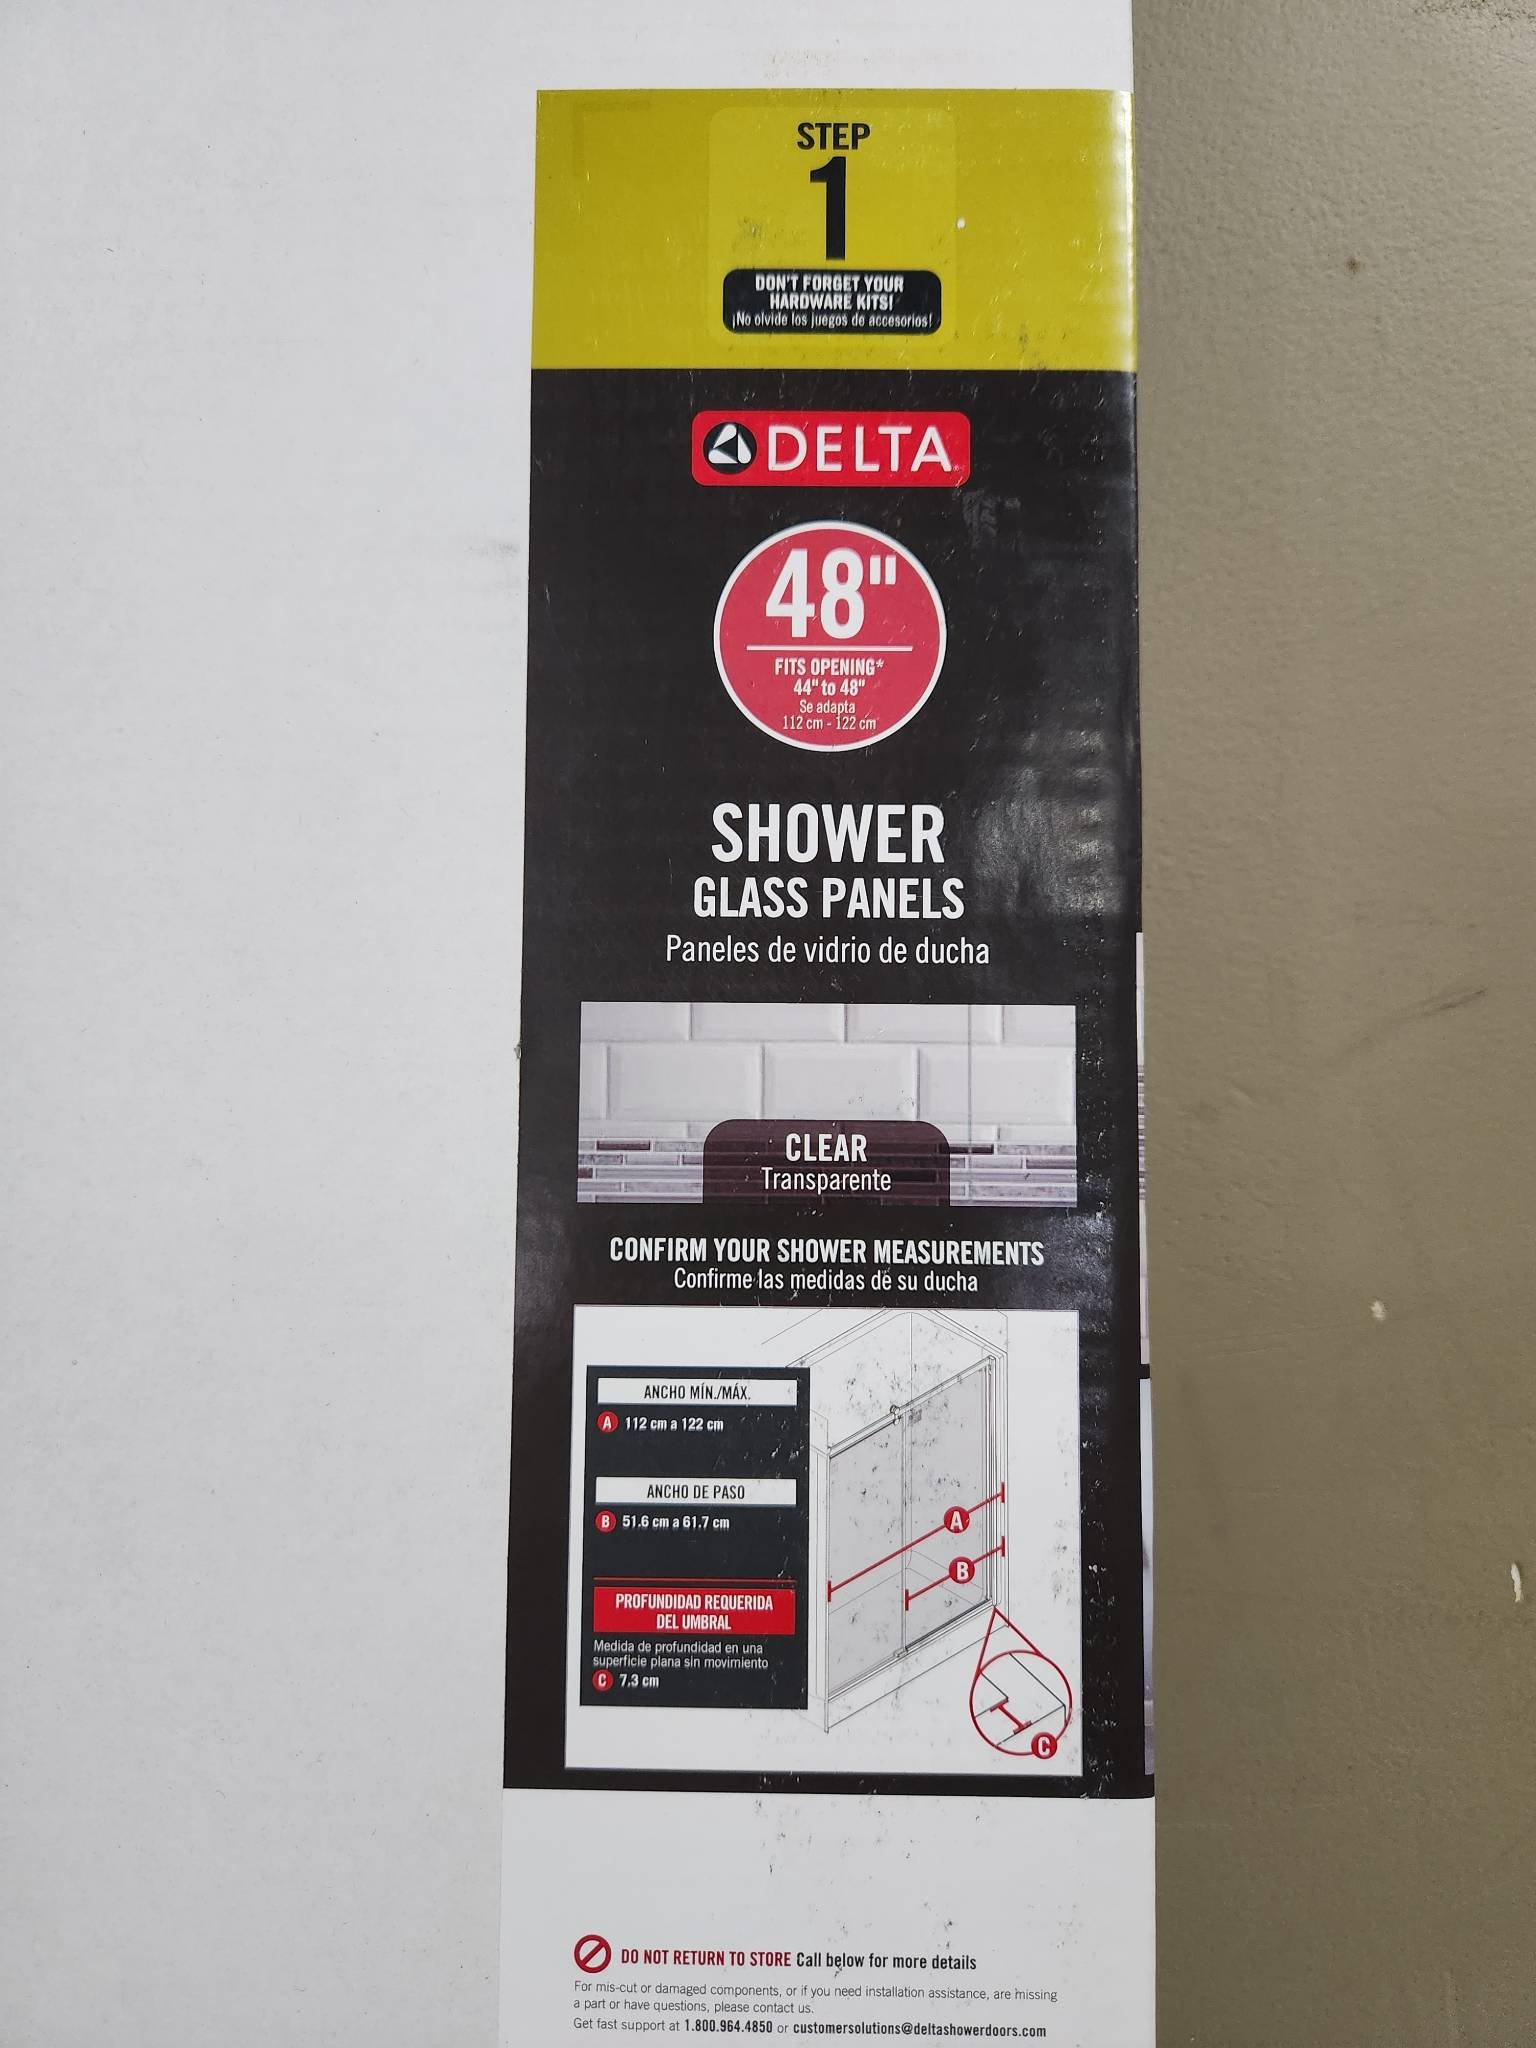 STEP
1
DON'T FORGET YOUR
HARDWARE KITS!
¡No olvide los juegos de accesorios!
DELTA
48"
FITS OPENING*
44" to 48"
Se adapta
112 cm - 122 cm
SHOWER
GLASS PANELS
Paneles de vidrio de ducha
CLEAR
Transparente
CONFIRM YOUR SHOWER MEASUREMENTS
Confirme las medidas de su ducha
ANCHO MÍN./MÁX.
A 112 cm a 122 cm
ANCHO DE PASO
B 51.6 cm a 61.7 cm
PROFUNDIDAD REQUERIDA
DEL UMBRAL
Medida de profundidad en una
superficie plana sin movimiento
C 7.3 cm
A
B
C
DO NOT RETURN TO STORE Call below for more details
For mis-cut or damaged components, or if you need installation assistance, are missing
a part or have questions, please contact us.
Get fast support at 1.800.964.4850 or customersolutions@deltashowerdoors.com